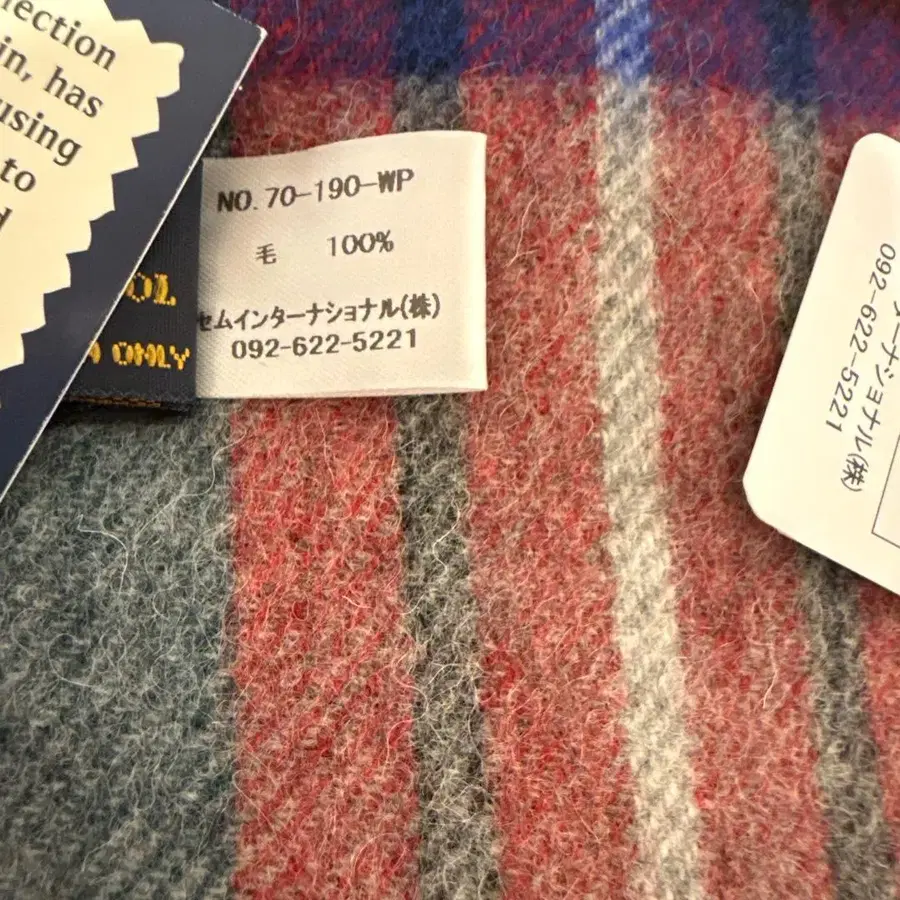 lection
in, has
using
to
OL
ONLY
NO. 70-190-WP
毛 100%
セムインターナショナル(株)
092-622-5221
ーナショナル(株)
092-622-5221